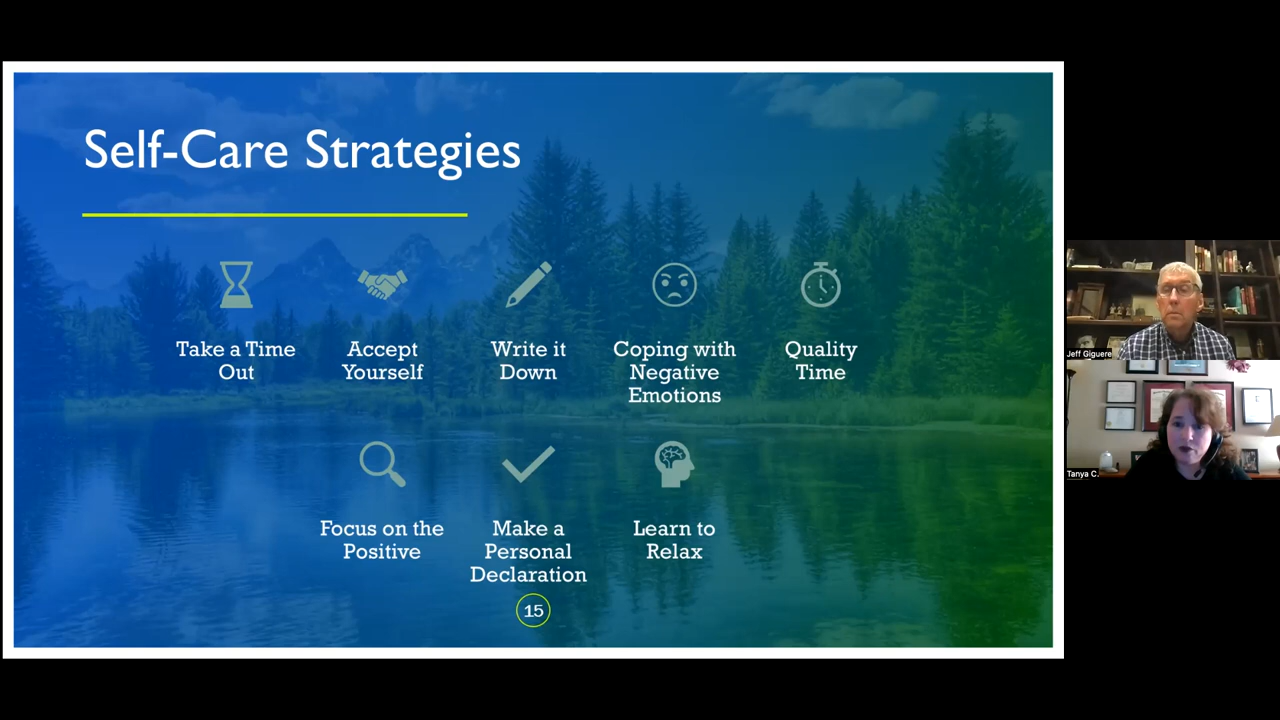 Self-Care Strategies
Take a Time
Out
Accept
Yourself
Write it
Down
Coping with
Negative
Emotions
Quality
Time
Focus on the
Positive
Make a
Personal
Declaration
Learn to
Relax
15
Jeff Giguere
Tanya C.